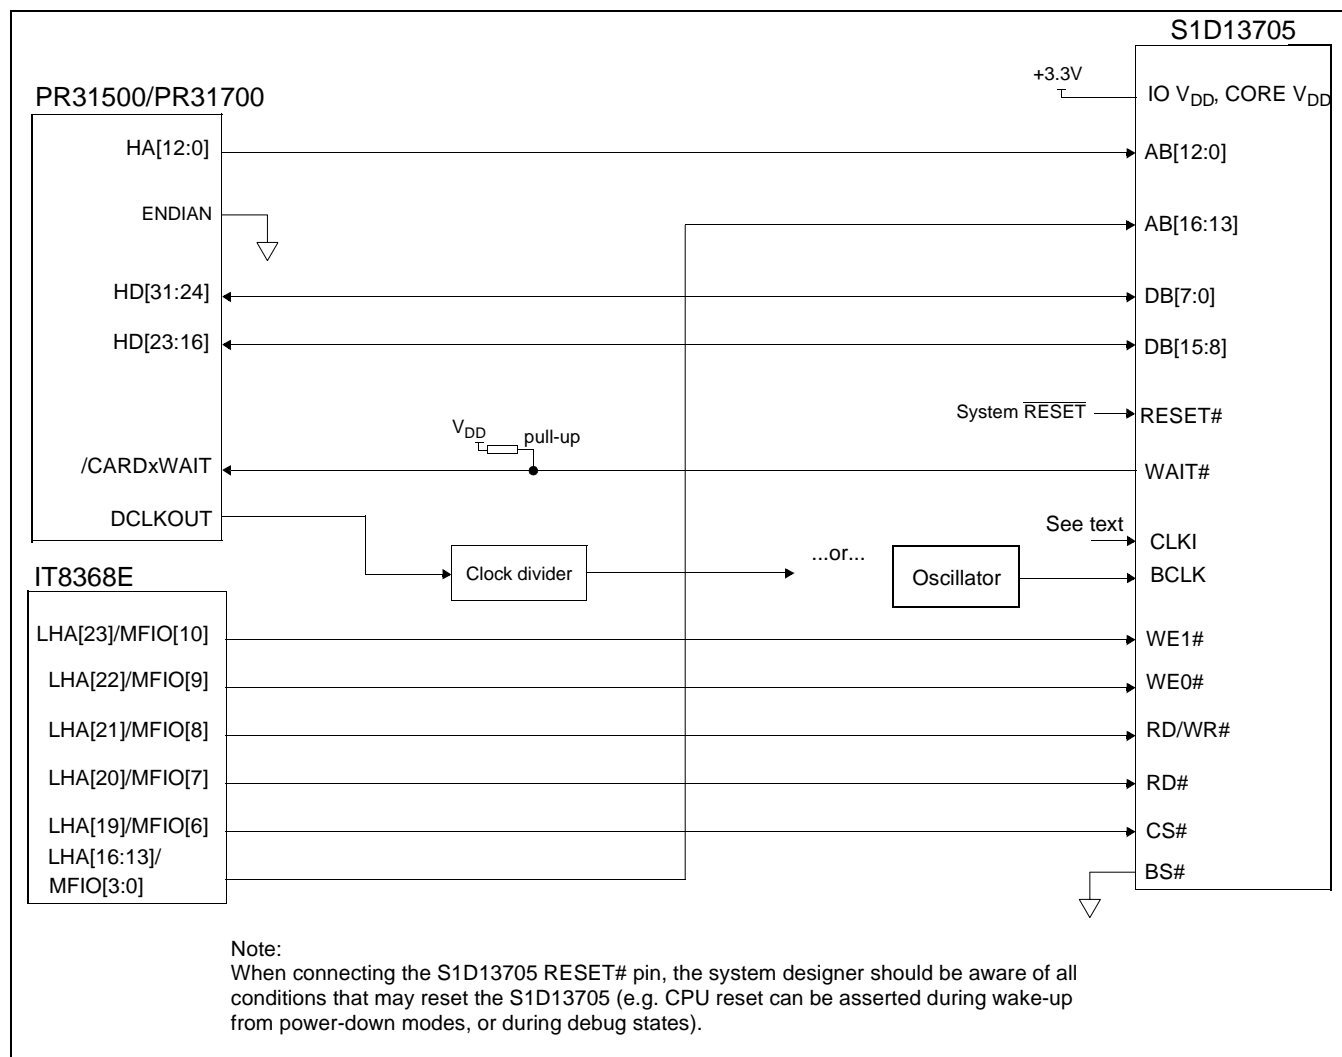 S1D13705
+3.3V
IO VDD, CORE VDD
PR31500/PR31700
HA[12:0]
AB[12:0]
ENDIAN
AB[16:13]
HD[31:24]
DB[7:0]
HD[23:16]
DB[15:8]
System RESET
RESET#
VDD
pull-up
/CARDxWAIT
WAIT#
DCLKOUT
See text
CLKI
...or...
Clock divider
Oscillator
BCLK
IT8368E
LHA[23]/MFIO[10]
WE1#
LHA[22]/MFIO[9]
WE0#
LHA[21]/MFIO[8]
RD/WR#
LHA[20]/MFIO[7]
RD#
LHA[19]/MFIO[6]
CS#
LHA[16:13]/
MFIO[3:0]
BS#
Note:
When connecting the S1D13705 RESET# pin, the system designer should be aware of all
conditions that may reset the S1D13705 (e.g. CPU reset can be asserted during wake-up
from power-down modes, or during debug states).